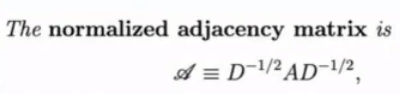 The normalized adjacency matrix is
𝒜 ≡ D^{-1/2}AD^{-1/2},